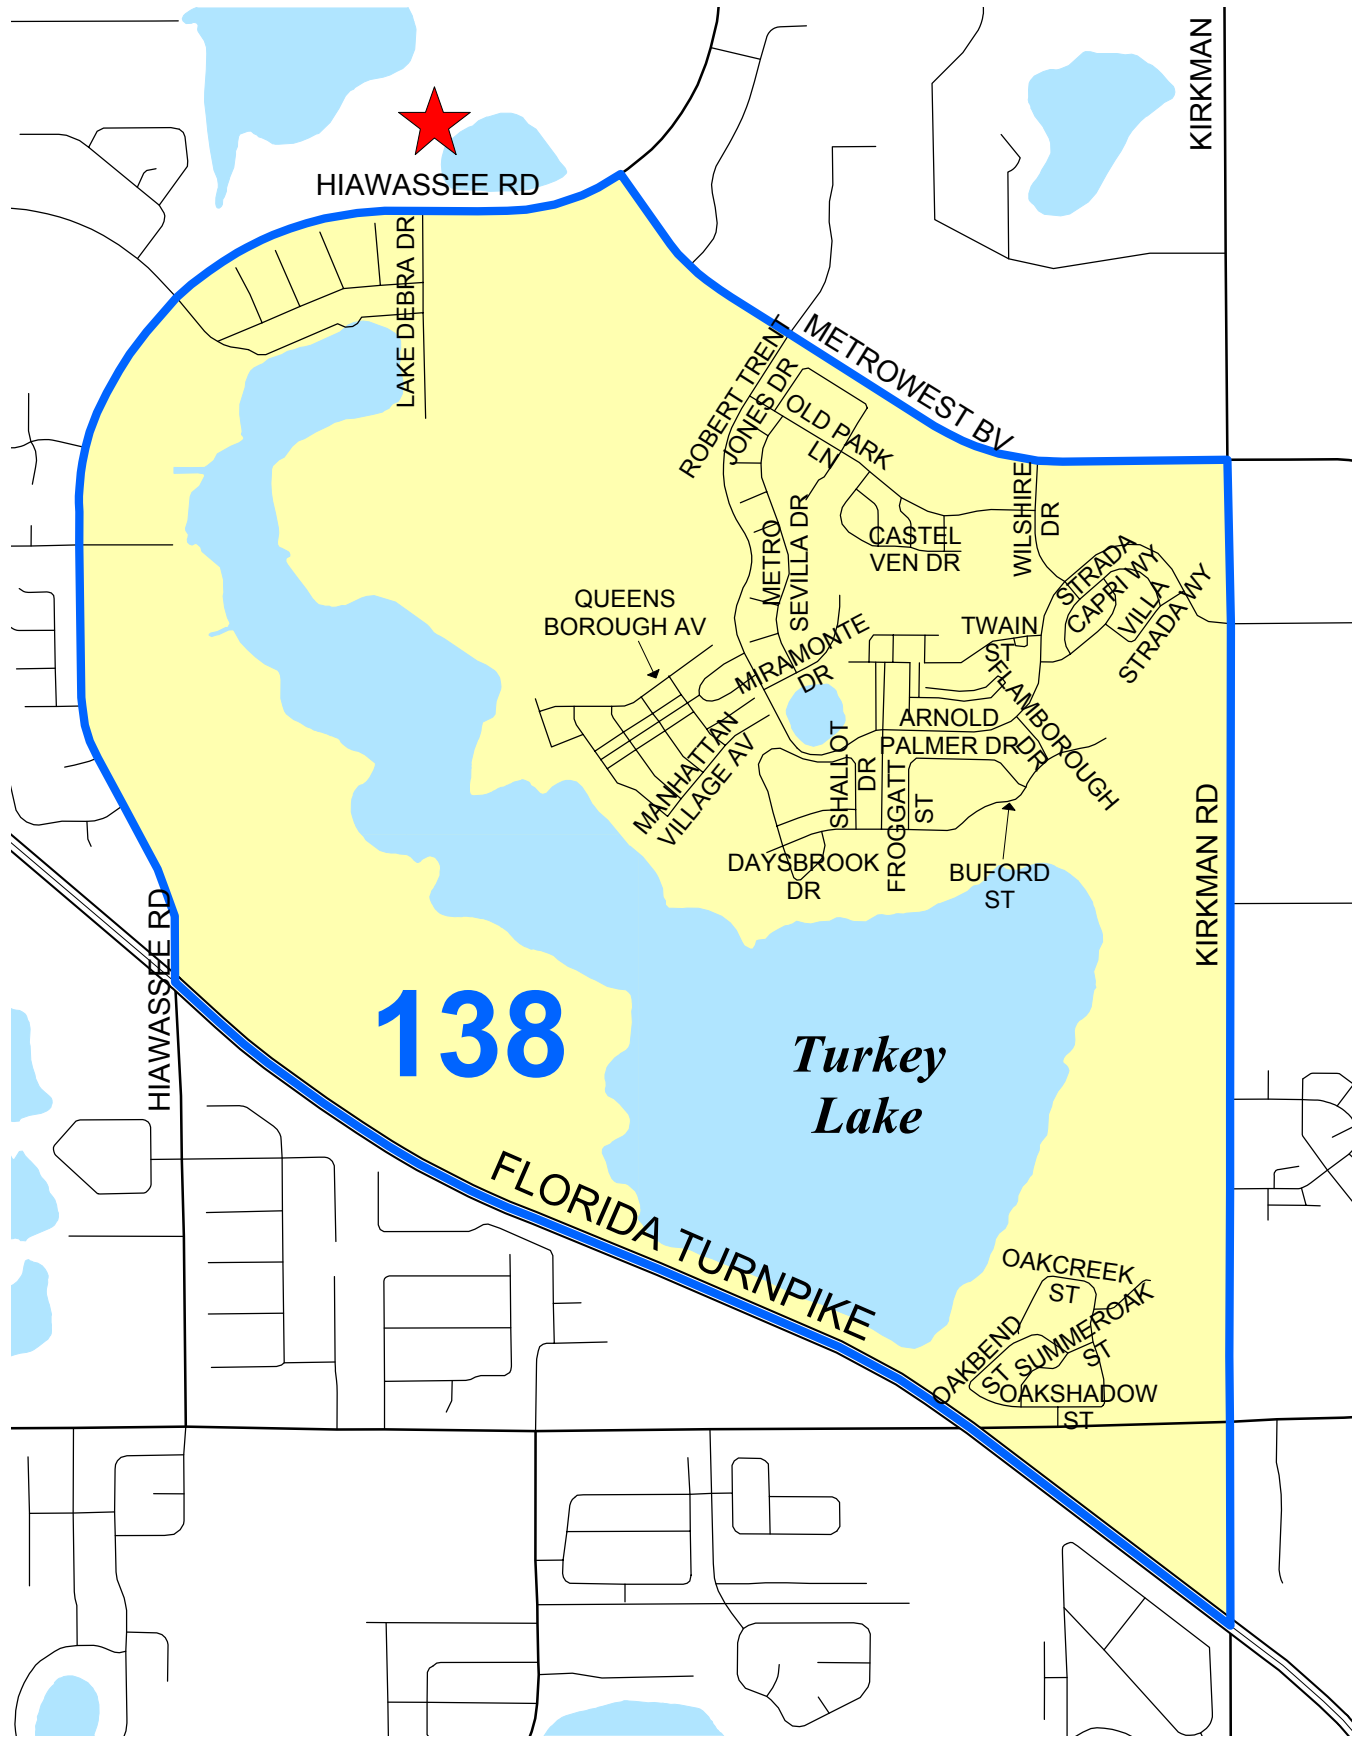 KIRKMAN
HIAWASSEE RD
LAKE DEBRA DR
METROWEST BV
ROBERT TRENT
JONES DR
OLD PARK
LN
WILSHIRE
DR
METRO
SEVILLA DR
CASTEL
VEN DR
STRADA
CAPRI WY
VILLA
STRADA WY
QUEENS
BOROUGH AV
TWAIN
ST
MIRAMONTE
DR
FLAMBOROUGH
DR
ARNOLD
PALMER DR
MANHATTAN
VILLAGE AV
SHALLOT
DR
FROGGATT
ST
DAYSBROOK
DR
BUFORD
ST
KIRKMAN RD
HIAWASSEE RD
138
Turkey
Lake
FLORIDA TURNPIKE
OAKCREEK
ST
OAKBEND
ST
SUMMEROAK
ST
OAKSHADOW
ST